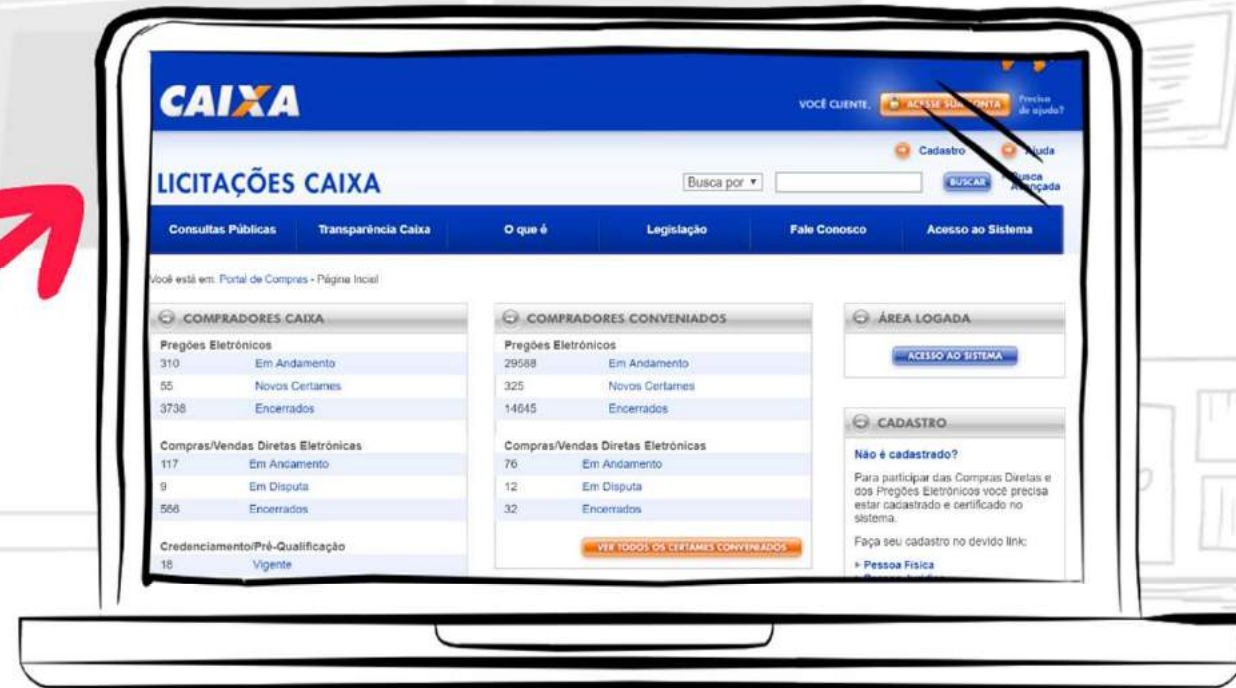 CAIXA
VOCÊ CLIENTE, ACESSE SUA CONTA Precisa de ajuda?
Cadastro Ajuda
LICITAÇÕES CAIXA Busca por BUSCAR Busca Avançada
Consultas Públicas Transparência Caixa O que é Legislação Fale Conosco Acesso ao Sistema
Você está em: Portal de Compras - Página Inciel
COMPRADORES CAIXA
Pregões Eletrônicos
310 Em Andamento
55 Novos Certames
3738 Encerrados
Compras/Vendas Diretas Eletrônicas
117 Em Andamento
9 Em Disputa
566 Encerrados
Credenciamento/Pré-Qualificação
18 Vigente
COMPRADORES CONVENIADOS
Pregões Eletrônicos
29588 Em Andamento
325 Novos Certames
14645 Encerrados
Compras/Vendas Diretas Eletrônicas
76 Em Andamento
12 Em Disputa
32 Encerrados
VER TODOS OS CERTAMES CONVENIADOS
ÁREA LOGADA
ACESSO AO SISTEMA
CADASTRO
Não é cadastrado?
Para participar das Compras Diretas e
dos Pregões Eletrônicos você precisa
estar cadastrado e certificado no
sistema.
Faça seu cadastro no devido link:
Pessoa Física